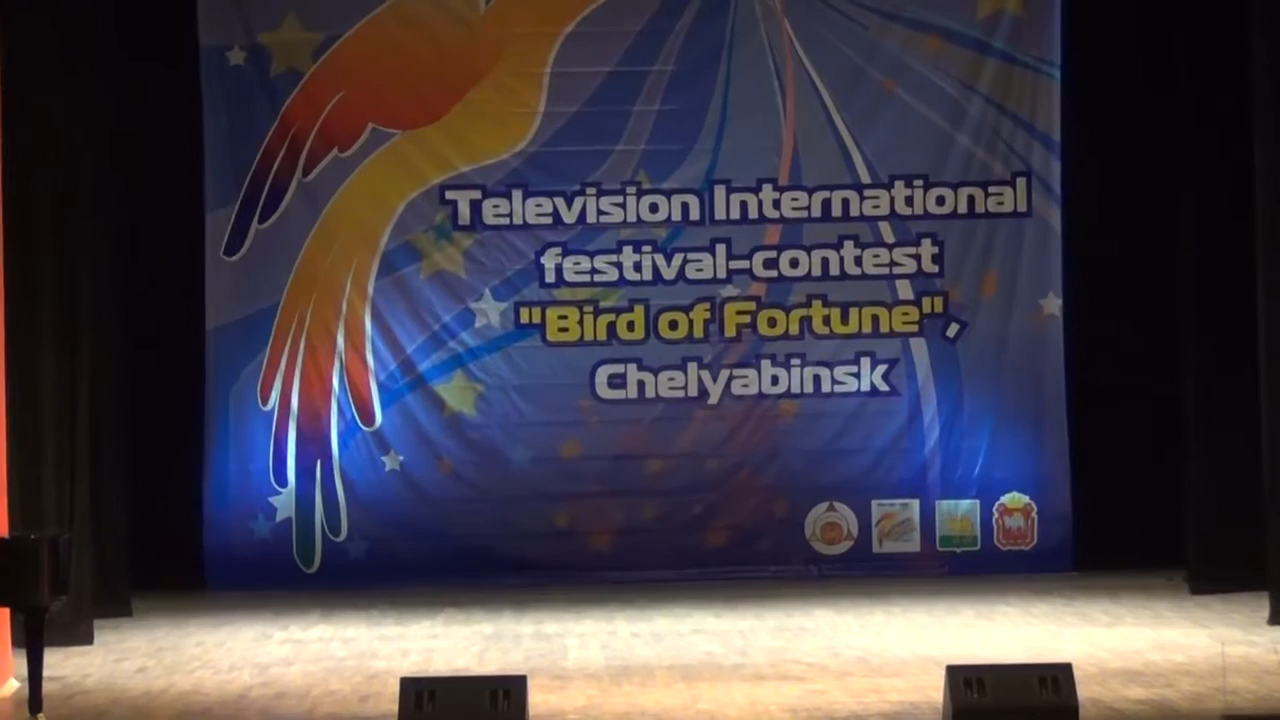 Television International
festival-contest
"Bird of Fortune",
Chelyabinsk